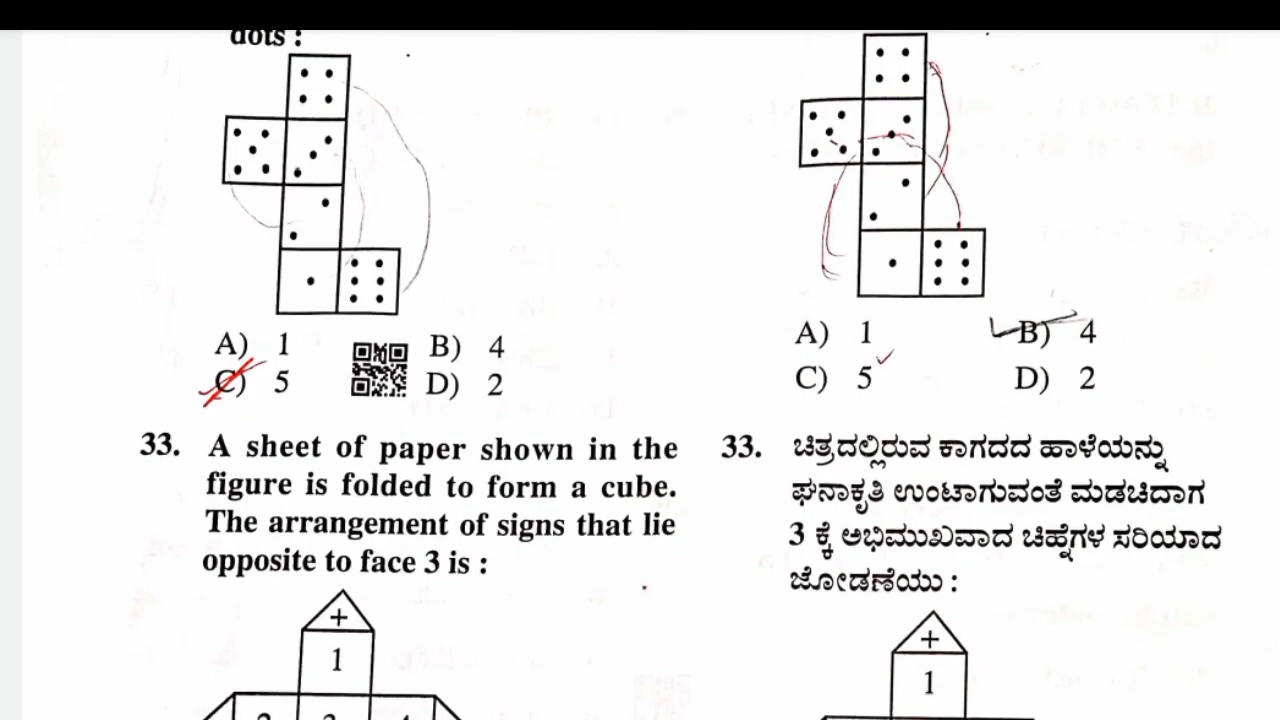 dots :
A) 1
B) 4
C) 5
D) 2
33. A sheet of paper shown in the
figure is folded to form a cube.
The arrangement of signs that lie
opposite to face 3 is :
+
1
A) 1
B) 4
C) 5
D) 2
33. ಚಿತ್ರದಲ್ಲಿರುವ ಕಾಗದದ ಹಾಳೆಯನ್ನು
ಘನಾಕೃತಿ ಉಂಟಾಗುವಂತೆ ಮಡಚಿದಾಗ
3 ಕ್ಕೆ ಅಭಿಮುಖವಾದ ಚಿಹ್ನೆಗಳ ಸರಿಯಾದ
ಜೋಡಣೆಯು :
+
1